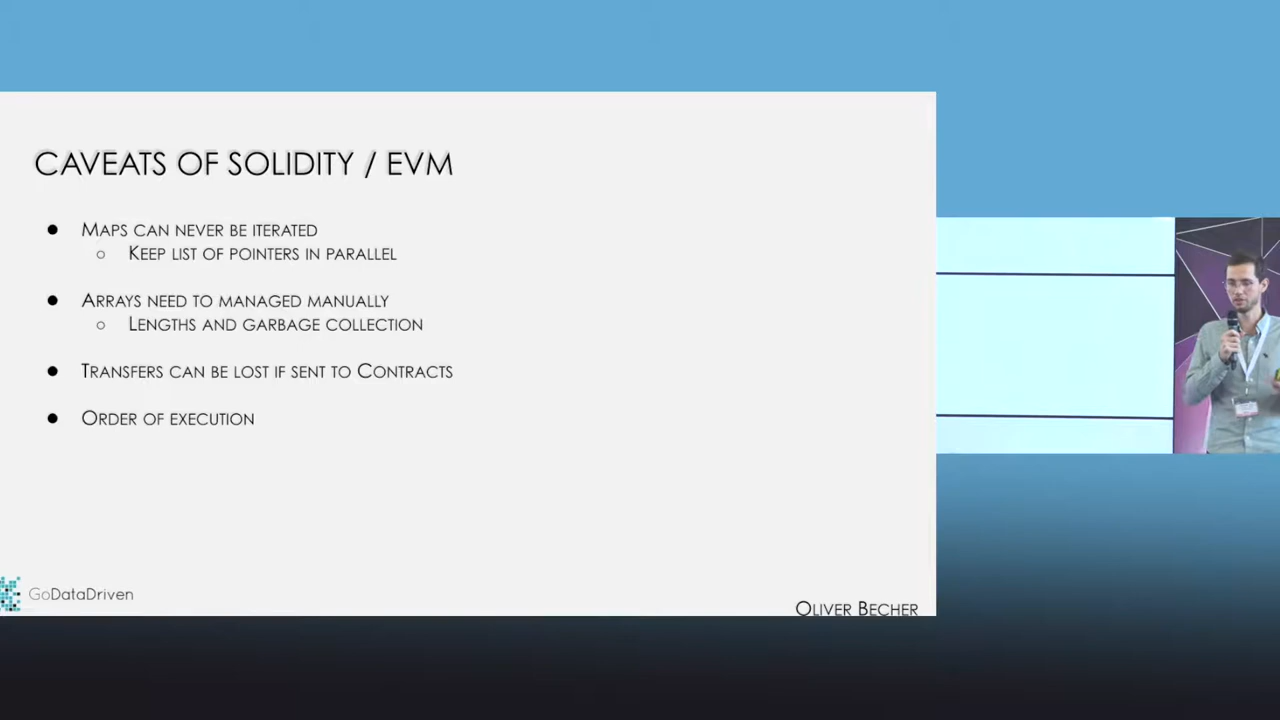 CAVEATS OF SOLIDITY / EVM
● MAPS CAN NEVER BE ITERATED
○ KEEP LIST OF POINTERS IN PARALLEL
● ARRAYS NEED TO MANAGED MANUALLY
○ LENGTHS AND GARBAGE COLLECTION
● TRANSFERS CAN BE LOST IF SENT TO CONTRACTS
● ORDER OF EXECUTION
GoDataDriven
OLIVER BECHER